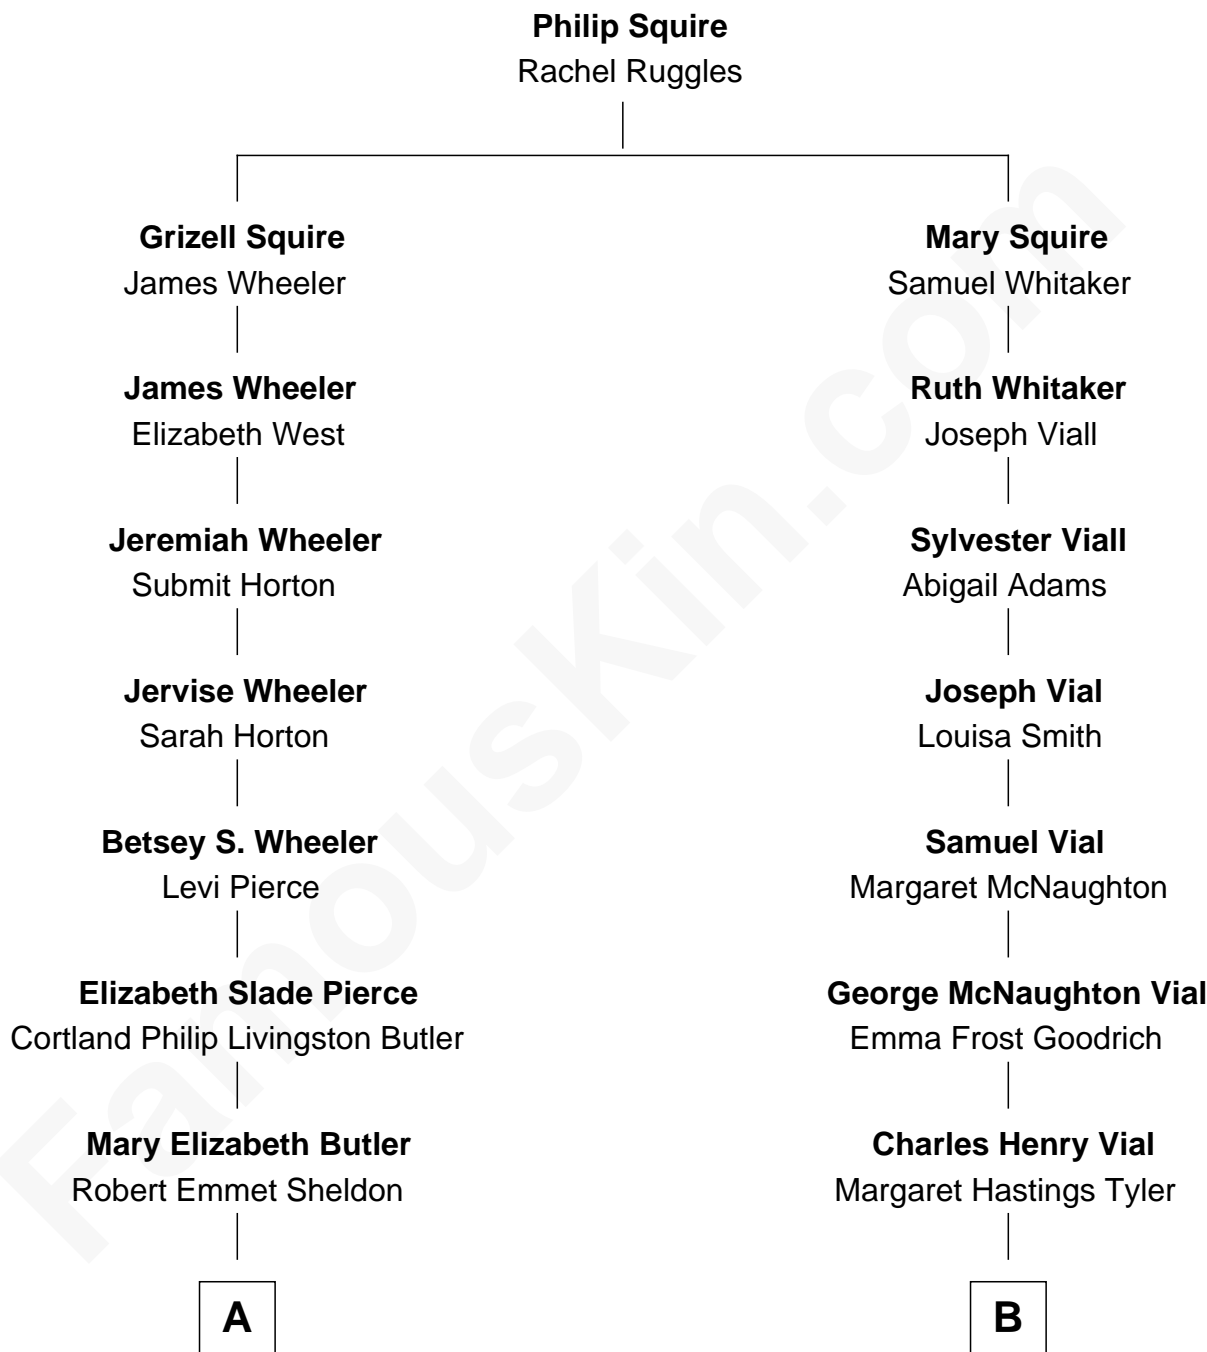 Philip Squire
Rachel Ruggles
Grizell Squire
James Wheeler
Mary Squire
Samuel Whitaker
James Wheeler
Elizabeth West
Ruth Whitaker
Joseph Viall
Jeremiah Wheeler
Submit Horton
Sylvester Viall
Abigail Adams
Jervise Wheeler
Sarah Horton
Joseph Vial
Louisa Smith
Betsey S. Wheeler
Levi Pierce
Samuel Vial
Margaret McNaughton
Elizabeth Slade Pierce
Cortland Philip Livingston Butler
George McNaughton Vial
Emma Frost Goodrich
Mary Elizabeth Butler
Robert Emmet Sheldon
Charles Henry Vial
Margaret Hastings Tyler
A
B
FamousKin.com